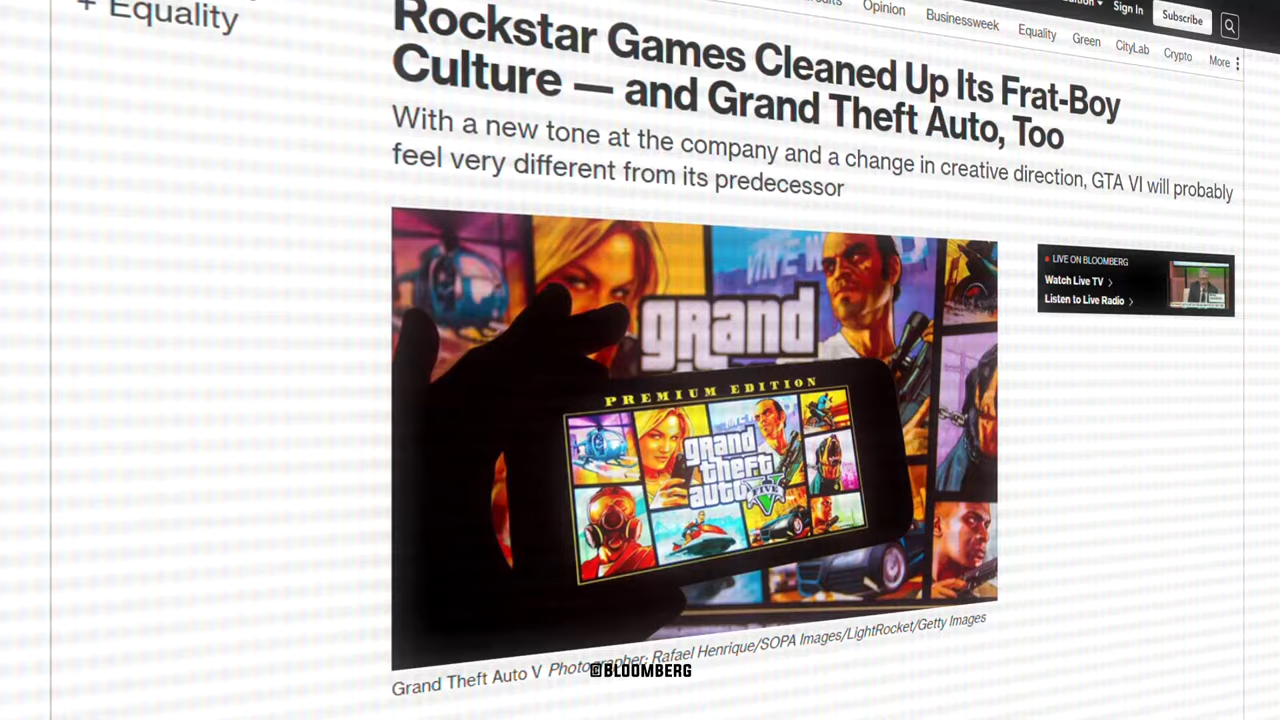 + Equality
Sign In
Subscribe
Opinion
Businessweek
Equality
Green
CityLab
Crypto
More
Rockstar Games Cleaned Up Its Frat-Boy
Culture — and Grand Theft Auto, Too
With a new tone at the company and a change in creative direction, GTA VI will probably
feel very different from its predecessor
LIVE ON BLOOMBERG
Watch Live TV
Listen to Live Radio
grand
PREMIUM EDITION
grand
theft
auto
FIVE
Grand Theft Auto V Photographer: Rafael Henrique/SOPA Images/LightRocket/Getty Images
@BLOOMBERG